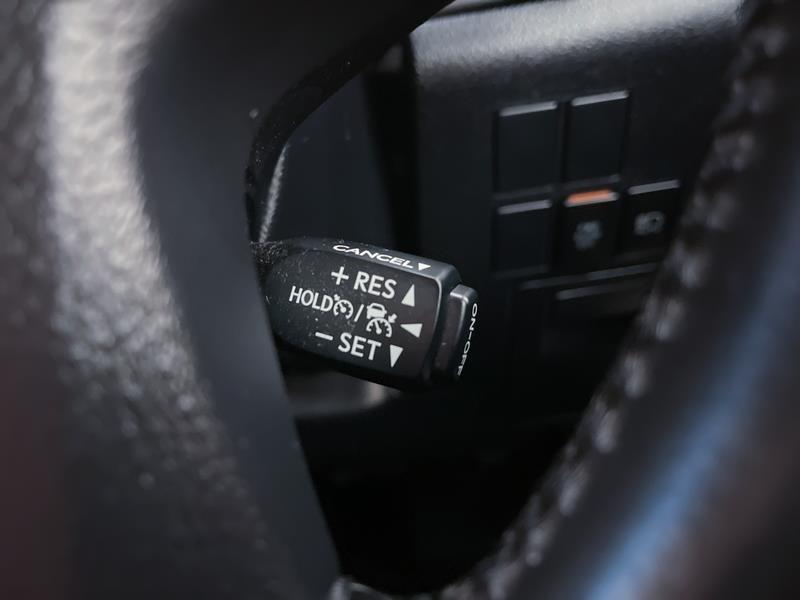 CANCEL
+ RES
HOLD /
− SET
ON-OFF